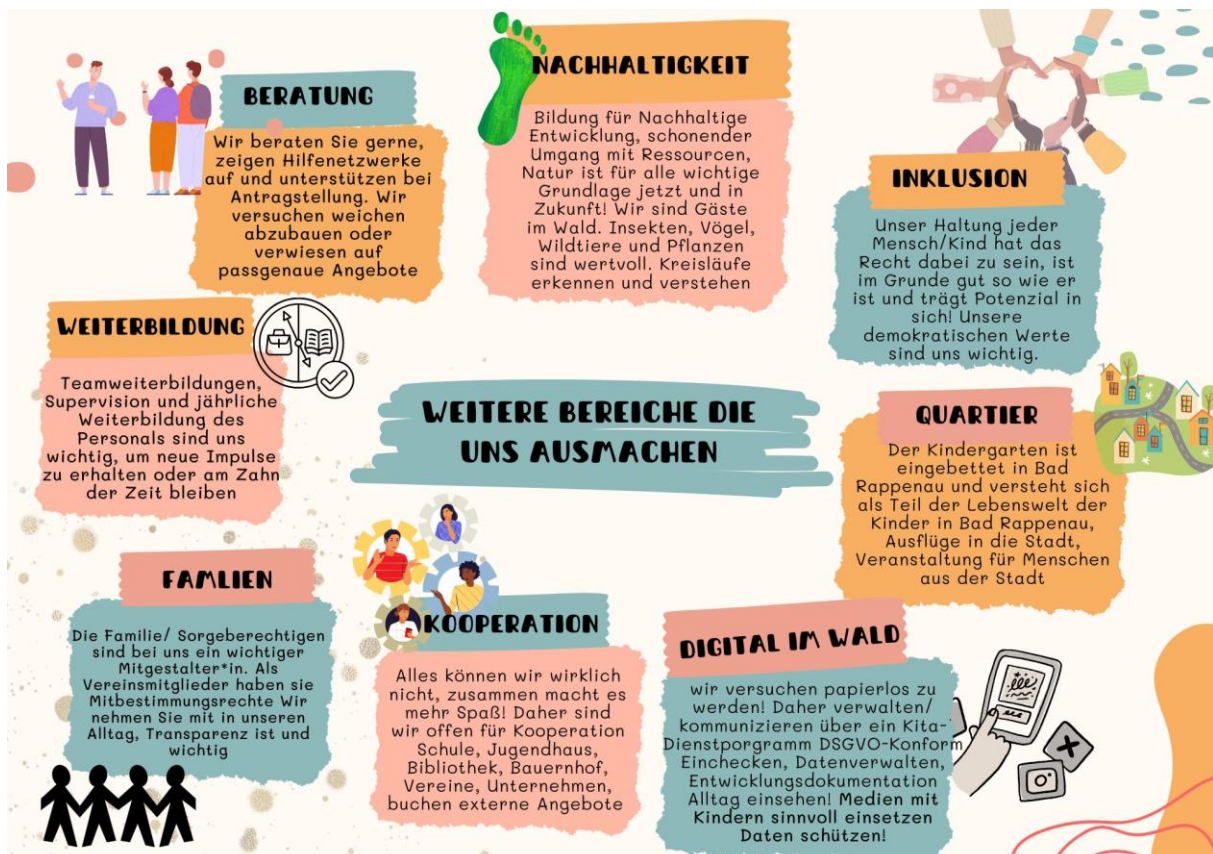 BERATUNG
Wir beraten Sie gerne,
zeigen Hilfenetzwerke
auf und unterstützen bei
Antragstellung. Wir
versuchen weichen
abzubauen oder
verwiesen auf
passgenaue Angebote
NACHHALTIGKEIT
Bildung für Nachhaltige
Entwicklung, schonender
Umgang mit Ressourcen,
Natur ist für alle wichtige
Grundlage jetzt und in
Zukunft! Wir sind Gäste
im Wald. Insekten, Vögel,
Wildtiere und Pflanzen
sind wertvoll. Kreisläufe
erkennen und verstehen
INKLUSION
Unser Haltung jeder
Mensch/Kind hat das
Recht dabei zu sein, ist
im Grunde gut so wie er
ist und trägt Potenzial in
sich! Unsere
demokratischen Werte
sind uns wichtig.
WEITERBILDUNG
Teamweiterbildungen,
Supervision und jährliche
Weiterbildung des
Personals sind uns
wichtig, um neue Impulse
zu erhalten oder am Zahn
der Zeit bleiben
WEITERE BEREICHE DIE
UNS AUSMACHEN
QUARTIER
Der Kindergarten ist
eingebettet in Bad
Rappenau und versteht sich
als Teil der Lebenswelt der
Kinder in Bad Rappenau,
Ausflüge in die Stadt,
Veranstaltung für Menschen
aus der Stadt
FAMLIEN
Die Familie/ Sorgeberechtigen
sind bei uns ein wichtiger
Mitgestalter*in. Als
Vereinsmitglieder haben sie
Mitbestimmungsrechte Wir
nehmen Sie mit in unseren
Alltag, Transparenz ist und
wichtig
KOOPERATION
Alles können wir wirklich
nicht, zusammen macht es
mehr Spaß! Daher sind
wir offen für Kooperation
Schule, Jugendhaus,
Bibliothek, Bauernhof,
Vereine, Unternehmen,
buchen externe Angebote
DIGITAL IM WALD
wir versuchen papierlos zu
werden! Daher verwalten/
kommunizieren über ein Kita-
Dienstporgramm DSGVO-Konform
Einchecken, Datenverwalten,
Entwicklungsdokumentation
Alltag einsehen! Medien mit
Kindern sinnvoll einsetzen
Daten schützen!